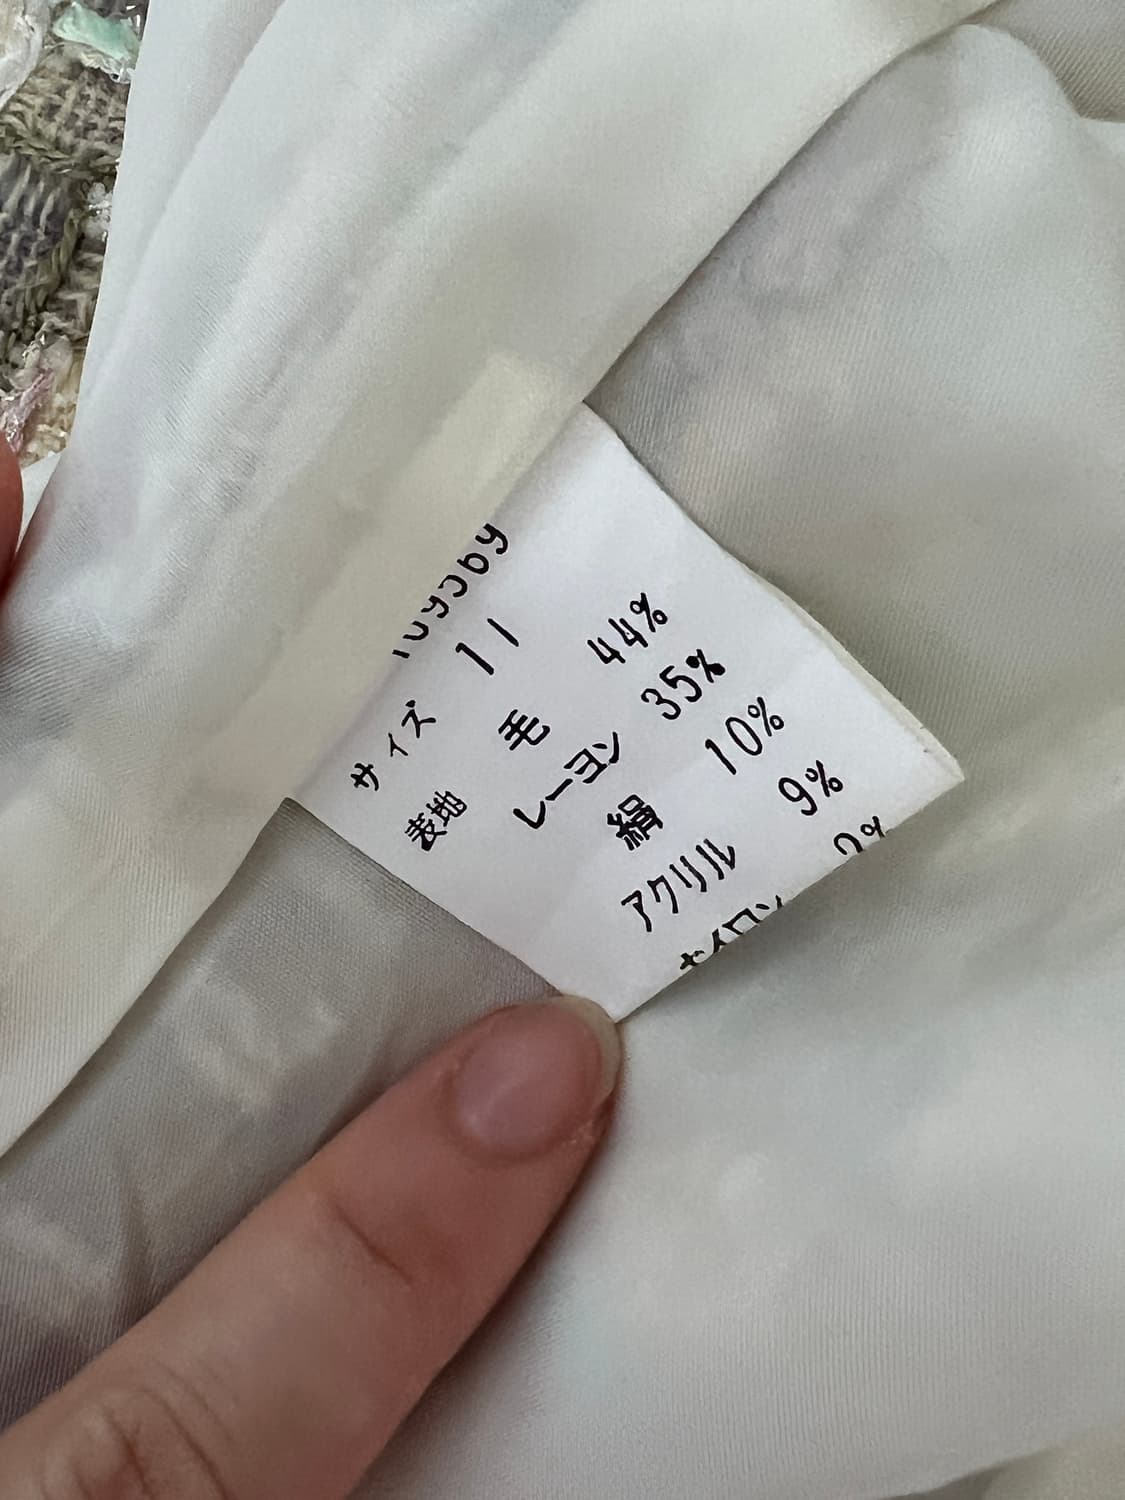 サイズ 11
表地 毛 44%
レーヨン 35%
絹 10%
アクリル 9%